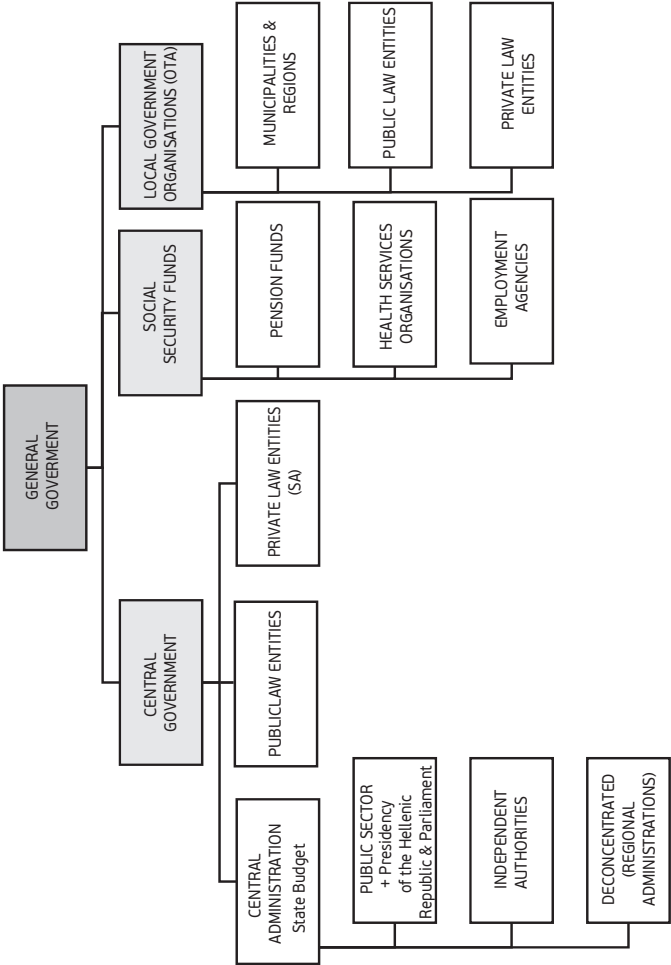 GENERAL
GOVERMENT
CENTRAL
GOVERNMENT
SOCIAL
SECURITY FUNDS
LOCAL GOVERNMENT
ORGANISATIONS (OTA)
CENTRAL
ADMINISTRATION
State Budget
PUBLICLAW ENTITIES
PRIVATE LAW ENTITIES
(SA)
PENSION FUNDS
MUNICIPALITIES &
REGIONS
PUBLIC SECTOR
+ Presidency
of the Hellenic
Republic & Parliament
HEALTH SERVICES
ORGANISATIONS
PUBLIC LAW ENTITIES
INDEPENDENT
AUTHORITIES
EMPLOYMENT
AGENCIES
PRIVATE LAW
ENTITIES
DECONCENTRATED
(REGIONAL
ADMINISTRATIONS)